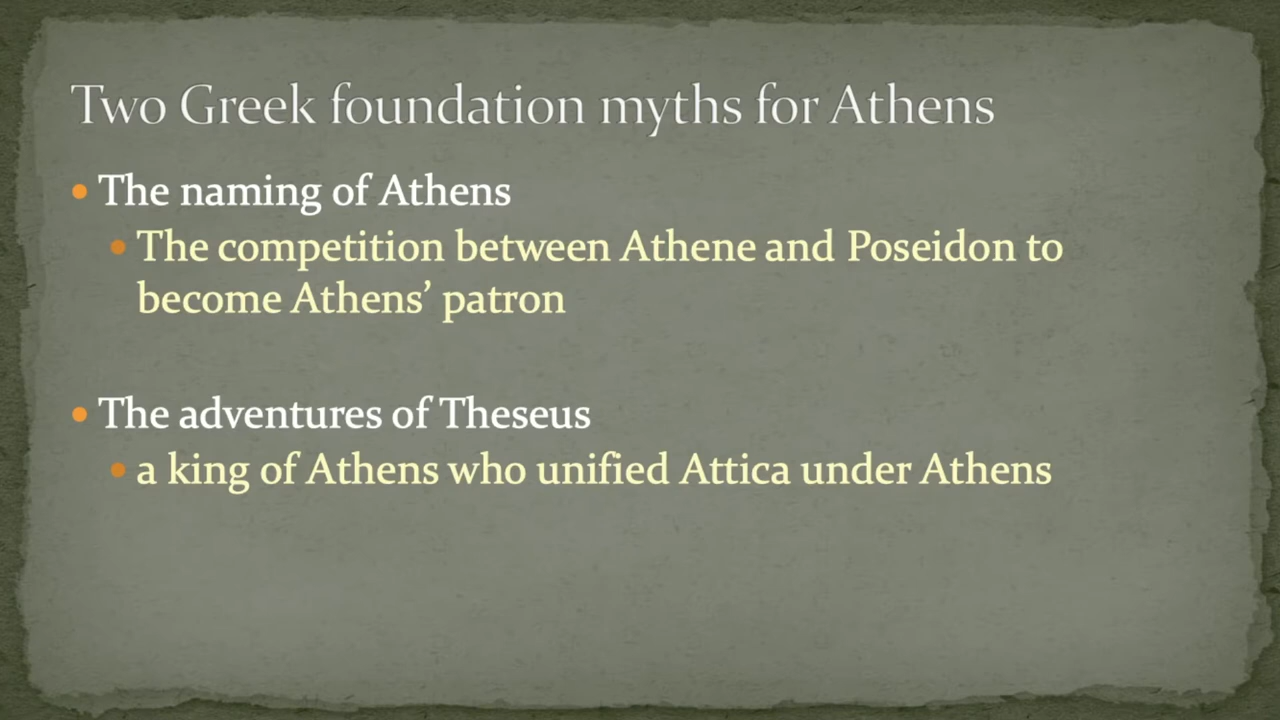 Two Greek foundation myths for Athens
• The naming of Athens
• The competition between Athene and Poseidon to
become Athens’ patron
• The adventures of Theseus
• a king of Athens who unified Attica under Athens